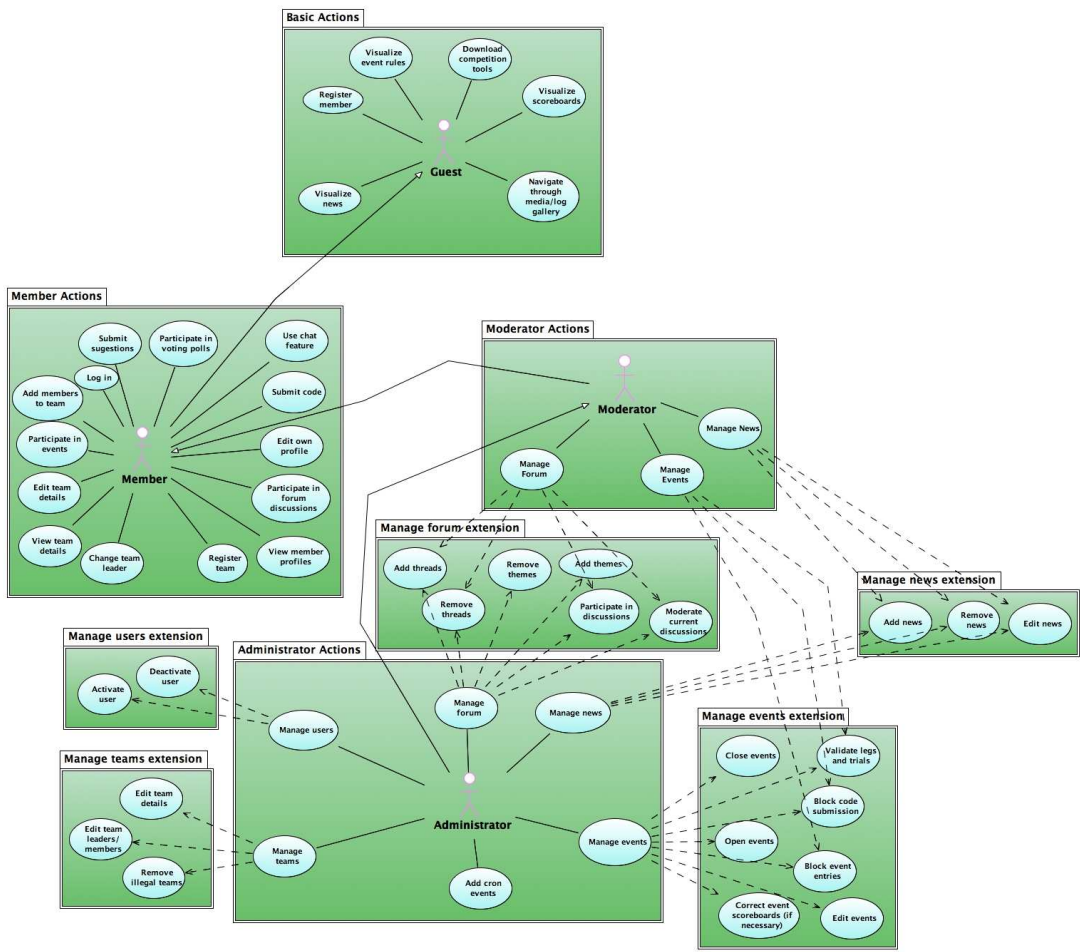 Basic Actions
Visualize
event rules
Download
competition
tools
Register
member
Visualize
scoreboards
Guest
Visualize
news
Navigate
through
media/log
gallery
Member Actions
Submit
sugestions
Participate in
voting polls
Use chat
feature
Log in
Add members
to team
Submit code
Participate in
events
Edit own
profile
Member
Edit team
details
Participate in
forum
discussions
View team
details
Change team
leader
Register
team
View member
profiles
Moderator Actions
Moderator
Manage News
Manage
Forum
Manage
Events
Manage forum extension
Add threads
Remove
themes
Add themes
Remove
threads
Participate in
discussions
Moderate
current
discussions
Manage news extension
Add news
Remove
news
Edit news
Manage users extension
Deactivate
user
Activate
user
Administrator Actions
Manage
forum
Manage news
Manage users
Administrator
Manage
teams
Manage events
Add cron
events
Manage teams extension
Edit team
details
Edit team
leaders/
members
Remove
illegal teams
Manage events extension
Close events
Validate legs
and trials
Block code
submission
Open events
Block event
entries
Correct event
scoreboards (if
necessary)
Edit events